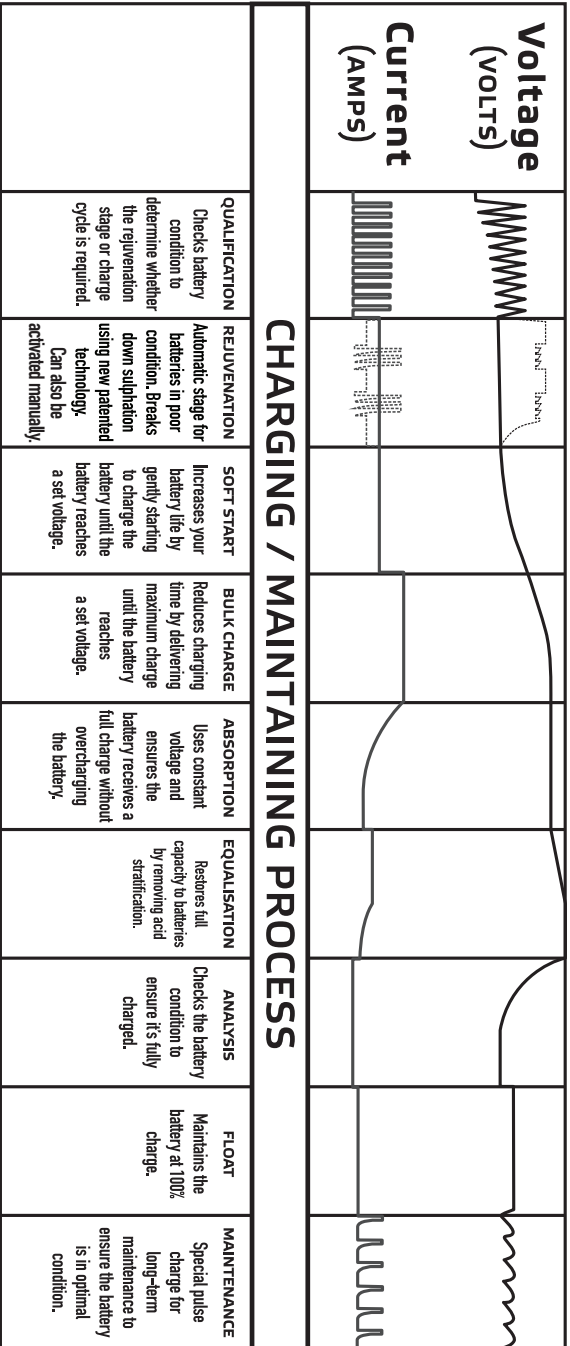 Voltage
(VOLTS)
Current
(AMPS)
CHARGING / MAINTAINING PROCESS
QUALIFICATION
Checks battery
condition to
determine whether
the rejuvenation
stage or charge
cycle is required.
REJUVENATION
Automatic stage for
batteries in poor
condition. Breaks
down sulphation
using new patented
technology.
Can also be
activated manually.
SOFT START
Increases your
battery life by
gently starting
to charge the
battery until the
battery reaches
a set voltage.
BULK CHARGE
Reduces charging
time by delivering
maximum charge
until the battery
reaches
a set voltage.
ABSORPTION
Uses constant
voltage and
ensures the
battery receives a
full charge without
overcharging
the battery.
EQUALISATION
Restores full
capacity to batteries
by removing acid
stratification.
ANALYSIS
Checks the battery
condition to
ensure it's fully
charged.
FLOAT
Maintains the
battery at 100%
charge.
MAINTENANCE
Special pulse
charge for
long-term
maintenance to
ensure the battery
is in optimal
condition.